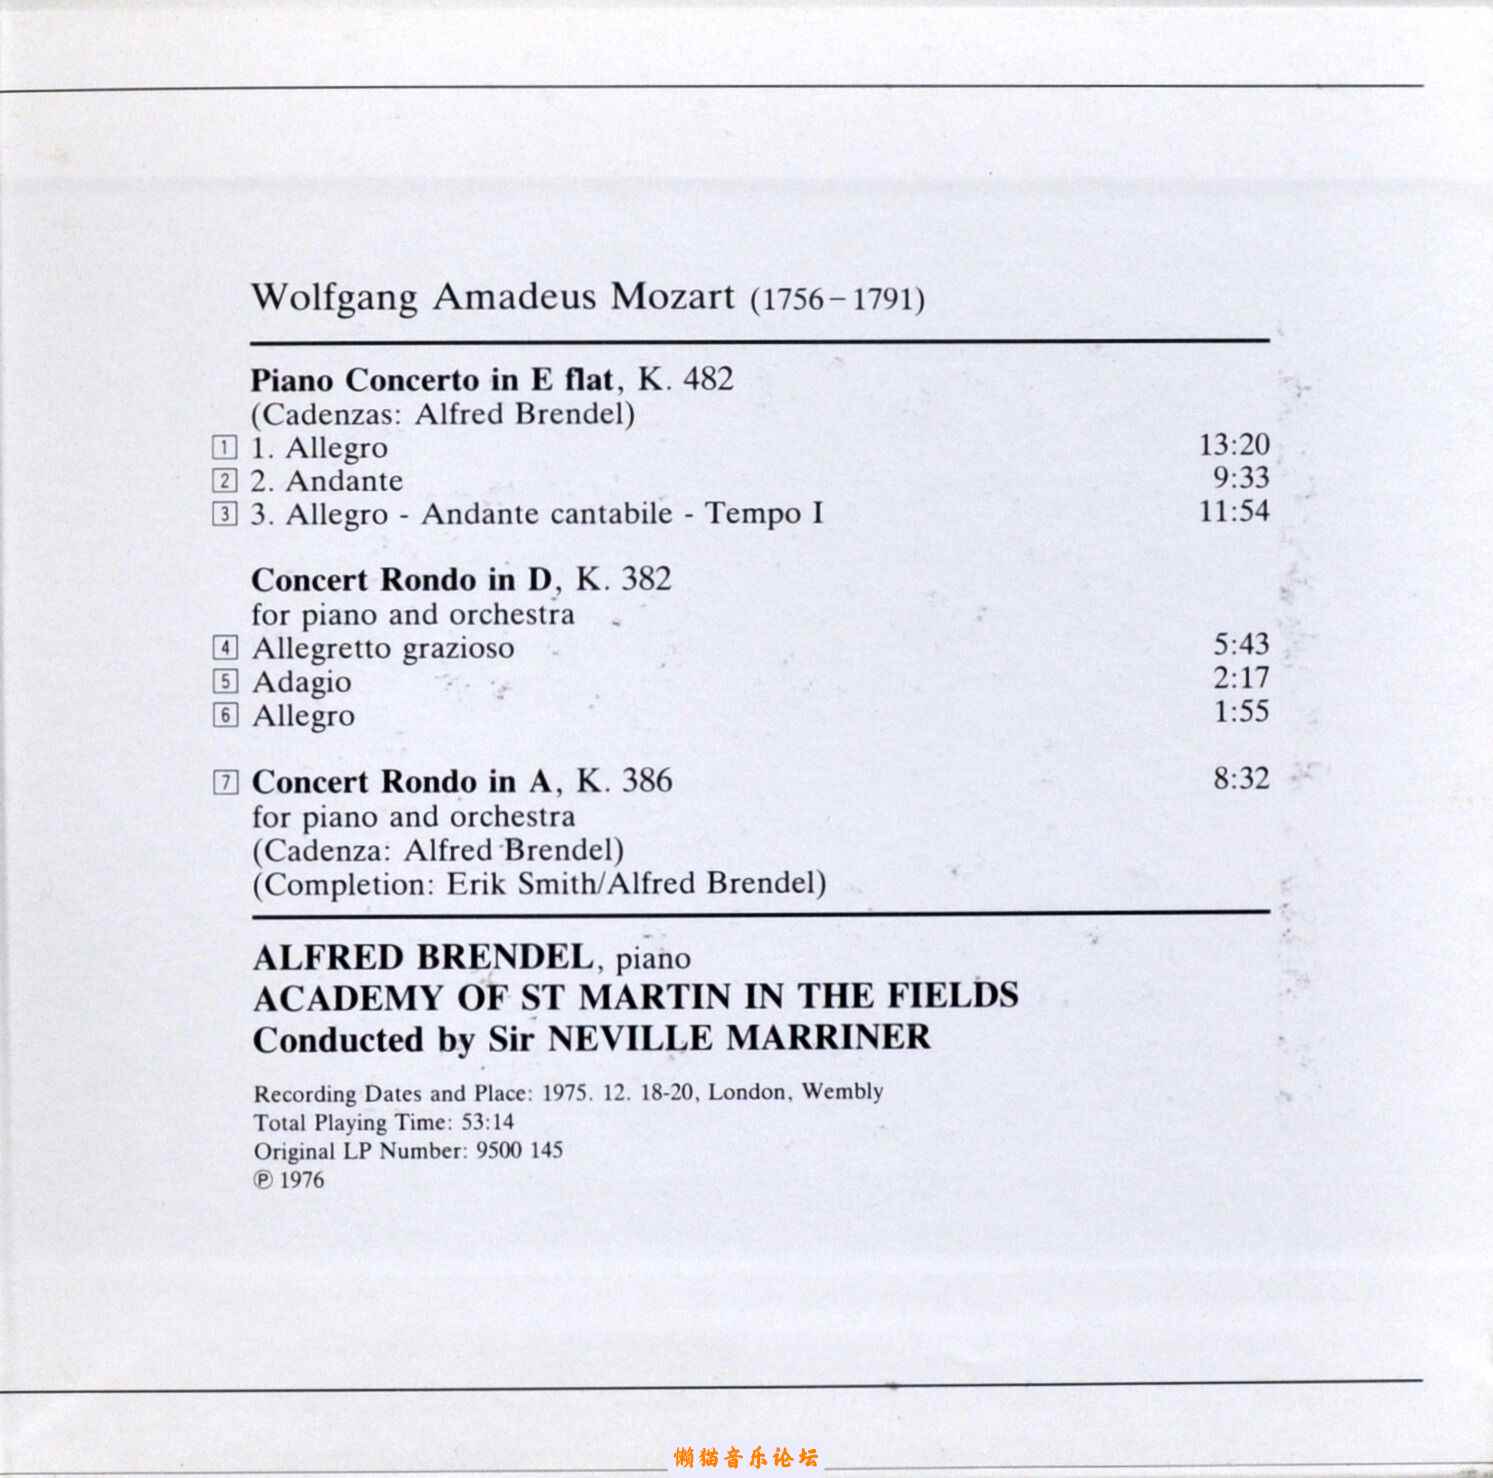 Wolfgang Amadeus Mozart (1756–1791)
Piano Concerto in E flat, K. 482
(Cadenzas: Alfred Brendel)
1 1. Allegro 13:20
2 2. Andante 9:33
3 3. Allegro - Andante cantabile - Tempo I 11:54
Concert Rondo in D, K. 382
for piano and orchestra
4 Allegretto grazioso 5:43
5 Adagio 2:17
6 Allegro 1:55
7 Concert Rondo in A, K. 386 8:32
for piano and orchestra
(Cadenza: Alfred Brendel)
(Completion: Erik Smith/Alfred Brendel)
ALFRED BRENDEL, piano
ACADEMY OF ST MARTIN IN THE FIELDS
Conducted by Sir NEVILLE MARRINER
Recording Dates and Place: 1975. 12. 18-20, London, Wembly
Total Playing Time: 53:14
Original LP Number: 9500 145
℗ 1976
懒猫音乐论坛